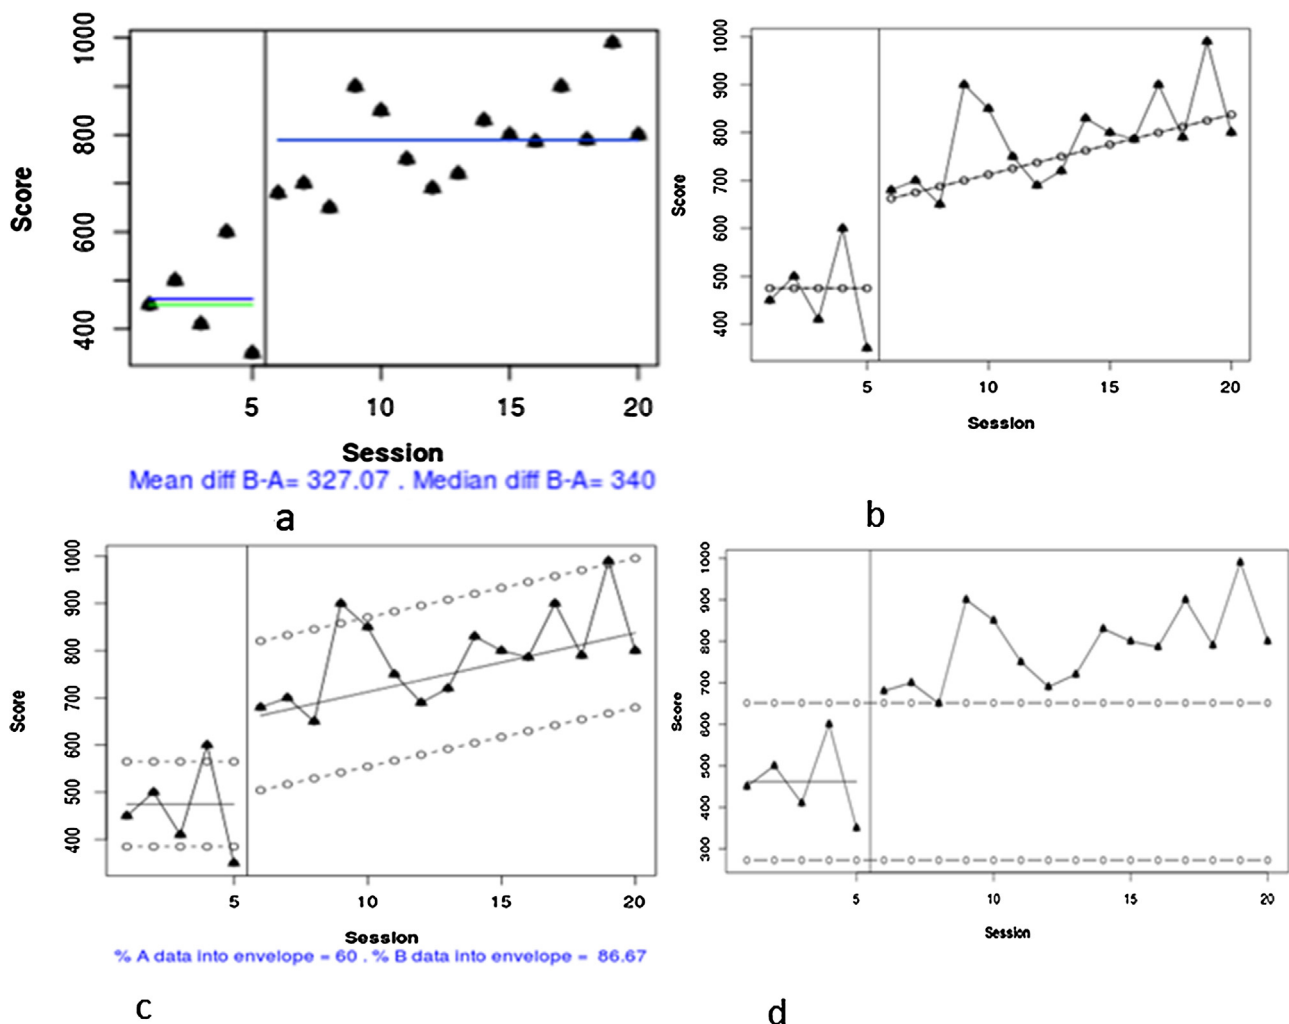 1000
800
600
400
Score
5 10 15 20
Session
Mean diff B-A= 327.07 . Median diff B-A= 340
a
1000
900
800
700
600
500
400
Score
5 10 15 20
Session
b
1000
900
800
700
600
500
400
Score
5 10 15 20
Session
% A data into envelope = 60 . % B data into envelope = 86.67
c
1000
900
800
700
600
500
400
300
Score
5 10 15 20
Session
d